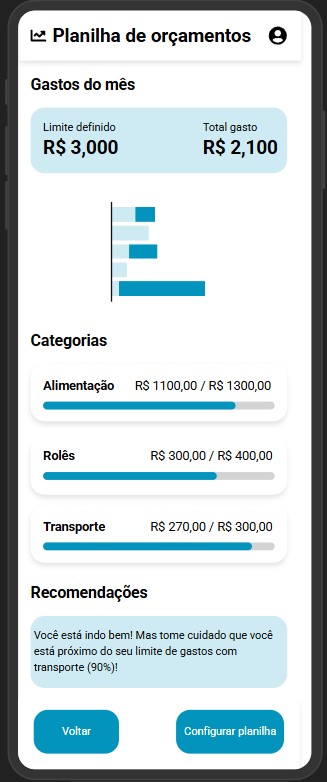 Planilha de orçamentos
Gastos do mês
Limite definido Total gasto
R$ 3,000 R$ 2,100
Categorias
Alimentação R$ 1100,00 / R$ 1300,00
Rolês R$ 300,00 / R$ 400,00
Transporte R$ 270,00 / R$ 300,00
Recomendações
Você está indo bem! Mas tome cuidado que você
está próximo do seu limite de gastos com
transporte (90%)!
Voltar Configurar planilha